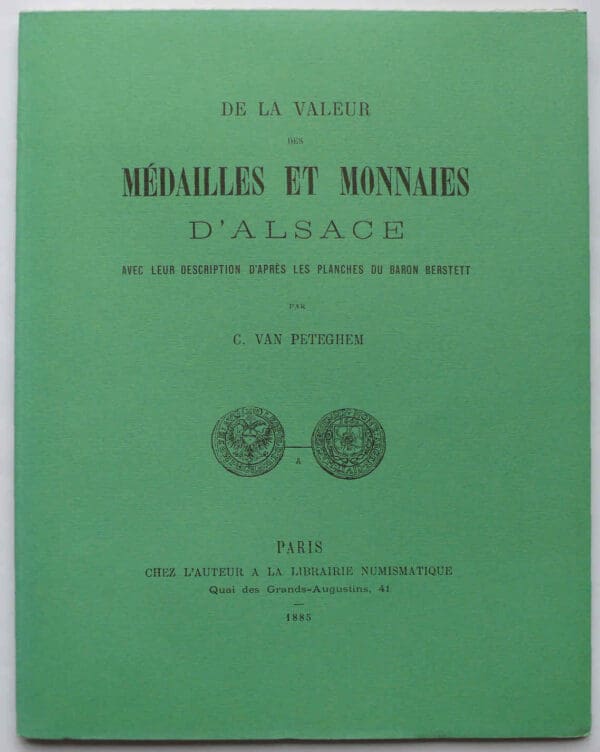 DE LA VALEUR
DES
MÉDAILLES ET MONNAIES
D'ALSACE
AVEC LEUR DESCRIPTION D'APRÈS LES PLANCHES DU BARON BERSTETT
PAR
C. VAN PETEGHEM
A
PARIS
CHEZ L'AUTEUR A LA LIBRAIRIE NUMISMATIQUE
Quai des Grands-Augustins, 41
1885